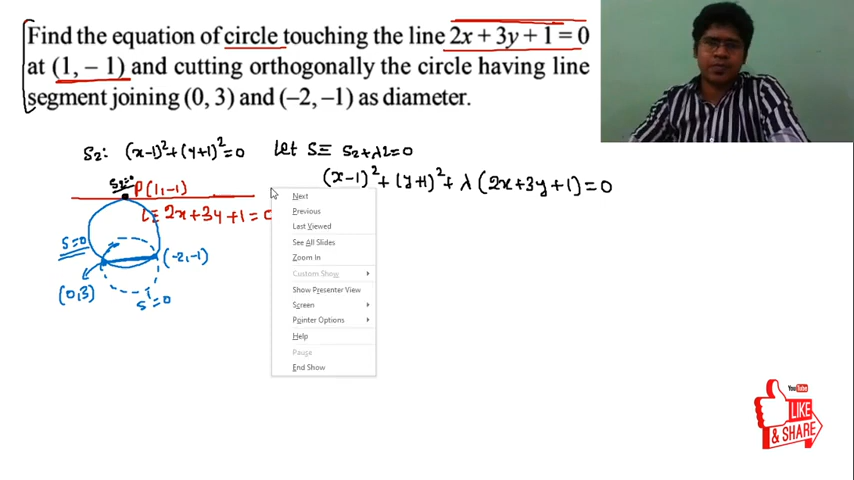 Find the equation of circle touching the line 2x + 3y + 1 = 0
at (1, – 1) and cutting orthogonally the circle having line
segment joining (0, 3) and (–2, –1) as diameter.
S₂: (x-1)²+(y+1)²=0 Let S≡ S₂+λL=0
(x-1)²+(y+1)²+ λ(2x+3y+1)=0
S₂=0 P(1,-1)
L≡2x+3y+1=0
S=0
(-2,-1)
(0,3)
S'=0
Next
Previous
Last Viewed
See All Slides
Zoom In
Custom Show
Show Presenter View
Screen
Pointer Options
Help
Pause
End Show
YouTube
LIKE
& SHARE